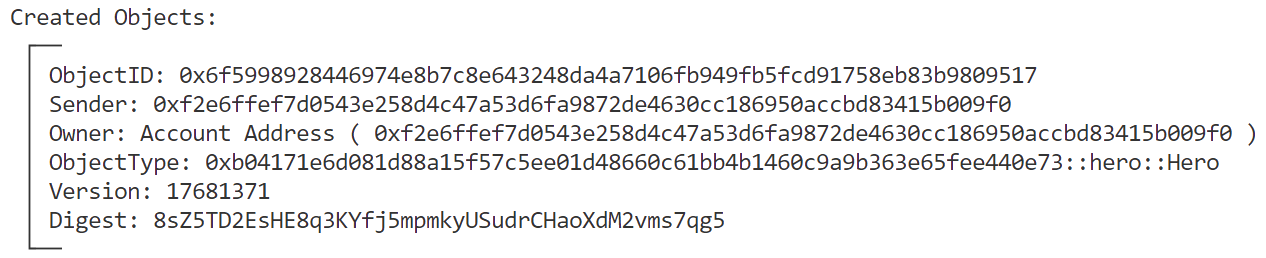 Created Objects:
ObjectID: 0x6f5998928446974e8b7c8e643248da4a7106fb949fb5fcd91758eb83b9809517
Sender: 0xf2e6ffef7d0543e258d4c47a53d6fa9872de4630cc186950accbd83415b009f0
Owner: Account Address ( 0xf2e6ffef7d0543e258d4c47a53d6fa9872de4630cc186950accbd83415b009f0 )
ObjectType: 0xb04171e6d081d88a15f57c5ee01d48660c61bb4b1460c9a9b363e65fee440e73::hero::Hero
Version: 17681371
Digest: 8sZ5TD2EsHE8q3KYfj5mpmkyUSudrCHaoXdM2vms7qg5